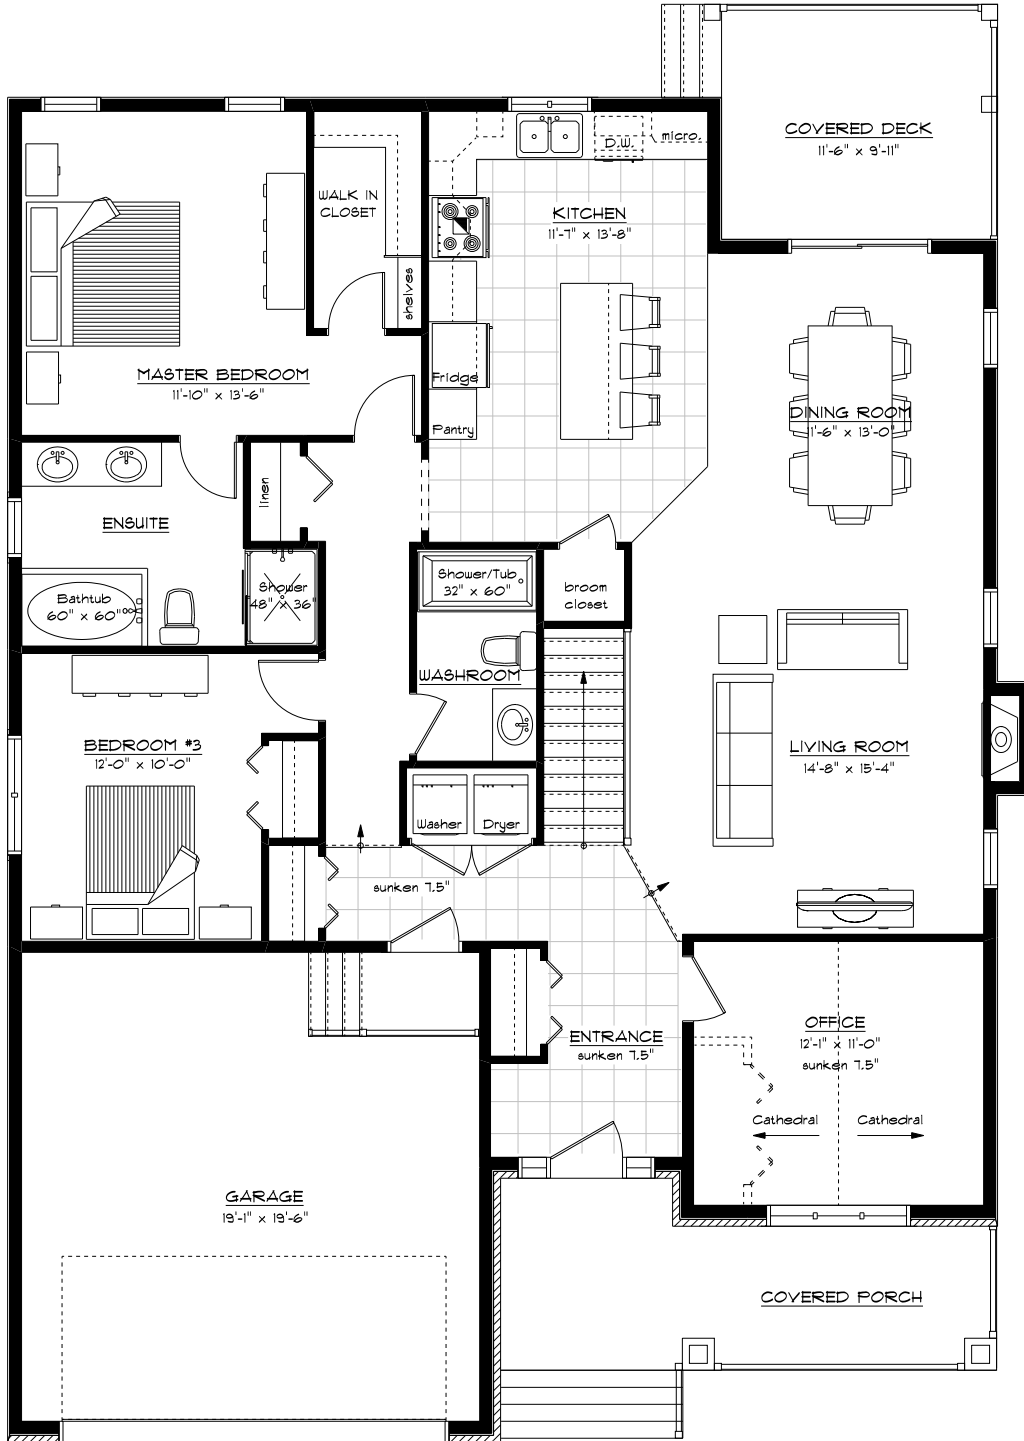 COVERED DECK
11'-6" x 9'-11"
micro.
D.W.
KITCHEN
11'-7" x 13'-8"
WALK IN
CLOSET
shelves
MASTER BEDROOM
11'-10" x 13'-6"
Fridge
Pantry
DINING ROOM
1'-6" x 13'-0"
linen
ENSUITE
Shower
48" x 36"
Bathtub
60" x 60"
Shower/Tub
32" x 60"
broom
closet
WASHROOM
BEDROOM #3
12'-0" x 10'-0"
LIVING ROOM
14'-8" x 15'-4"
Washer
Dryer
sunken 7.5"
ENTRANCE
sunken 7.5"
OFFICE
12'-1" x 11'-0"
sunken 7.5"
Cathedral
Cathedral
GARAGE
19'-1" x 19'-6"
COVERED PORCH